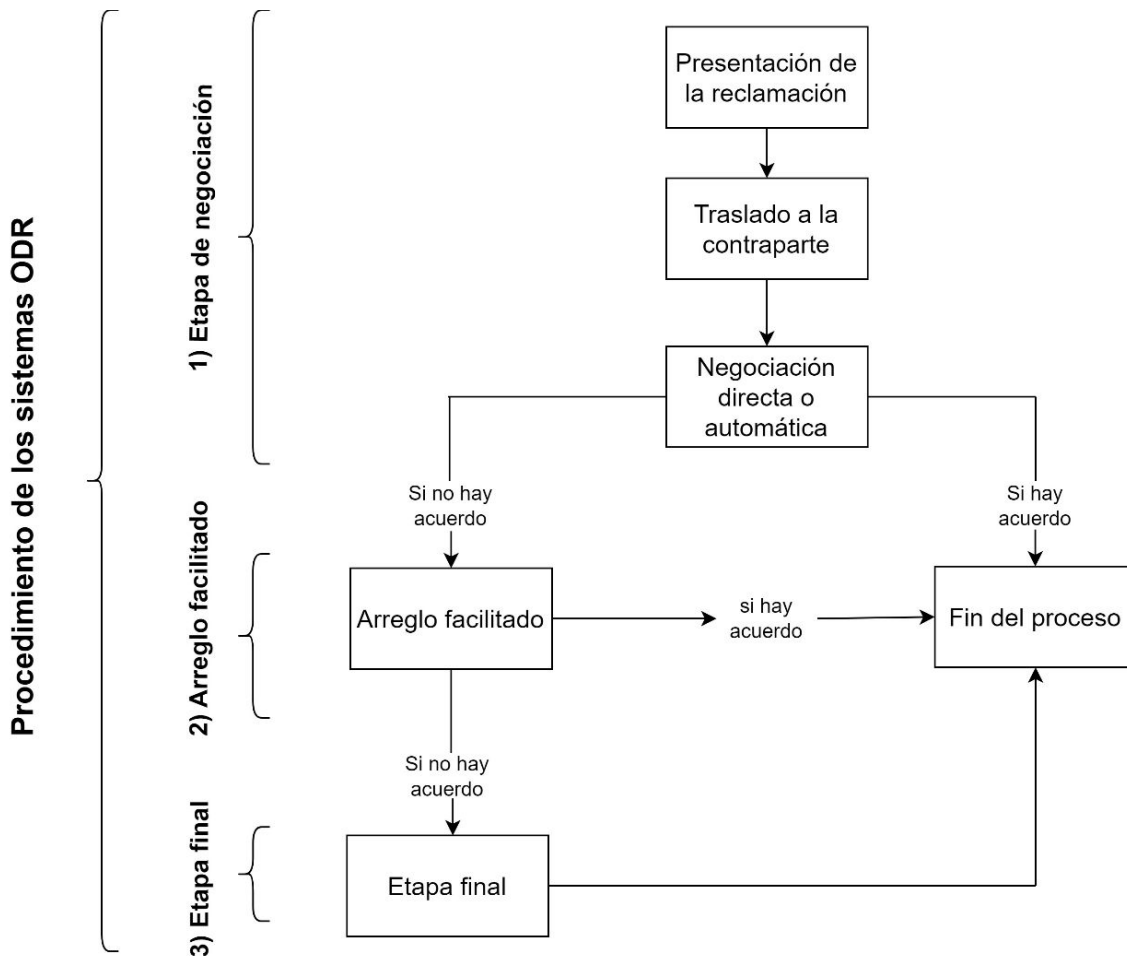 Procedimiento de los sistemas ODR
1) Etapa de negociación
Presentación de
la reclamación
Traslado a la
contraparte
Negociación
directa o
automática
Si no hay
acuerdo
Si hay
acuerdo
2) Arreglo facilitado
Arreglo facilitado
si hay
acuerdo
Fin del proceso
Si no hay
acuerdo
3) Etapa final
Etapa final